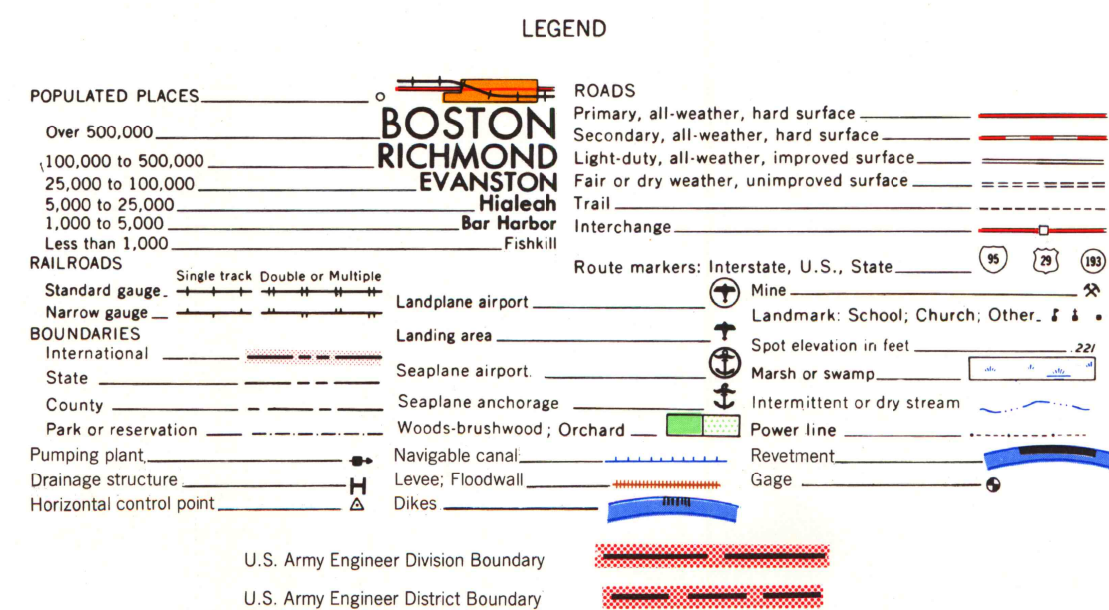 LEGEND
POPULATED PLACES
Over 500,000 BOSTON
100,000 to 500,000 RICHMOND
25,000 to 100,000 EVANSTON
5,000 to 25,000 Hialeah
1,000 to 5,000 Bar Harbor
Less than 1,000 Fishkill
ROADS
Primary, all-weather, hard surface
Secondary, all-weather, hard surface
Light-duty, all-weather, improved surface
Fair or dry weather, unimproved surface
Trail
Interchange
Route markers: Interstate, U.S., State 95 29 193
RAILROADS
Single track Double or Multiple
Standard gauge
Narrow gauge
BOUNDARIES
International
State
County
Park or reservation
Pumping plant
Drainage structure
Horizontal control point
Landplane airport
Landing area
Seaplane airport
Seaplane anchorage
Woods-brushwood; Orchard
Navigable canal
Levee; Floodwall
Dikes
Mine
Landmark: School; Church; Other
Spot elevation in feet .221
Marsh or swamp
Intermittent or dry stream
Power line
Revetment
Gage
U.S. Army Engineer Division Boundary
U.S. Army Engineer District Boundary